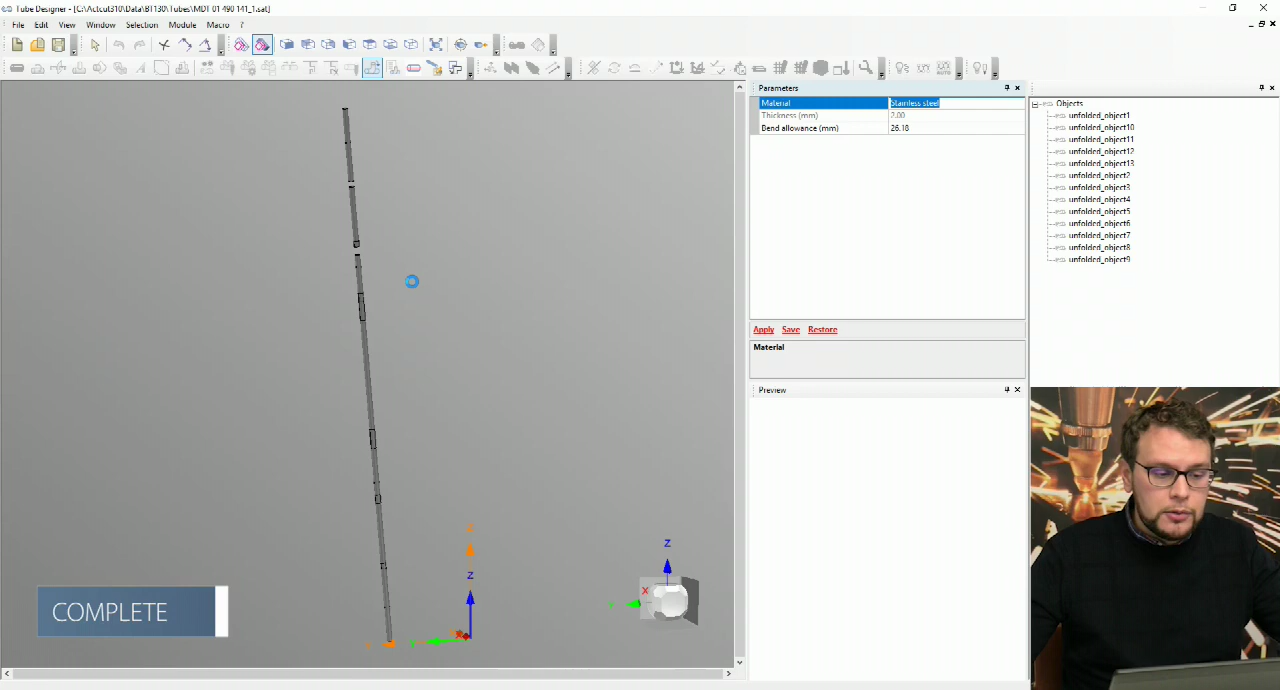 Tube Designer - [C:\Actcut310\Data\BT130\Tubes\MDT 01 490 141_1.sat]
File Edit View Window Selection Module Macro ?
Parameters
Material Stainless steel
Thickness (mm) 2.00
Bend allowance (mm) 26.18
Apply Save Restore
Material
Preview
Objects
unfolded_object1
unfolded_object10
unfolded_object11
unfolded_object12
unfolded_object13
unfolded_object2
unfolded_object3
unfolded_object4
unfolded_object5
unfolded_object6
unfolded_object7
unfolded_object8
unfolded_object9
Z
Z
X
COMPLETE